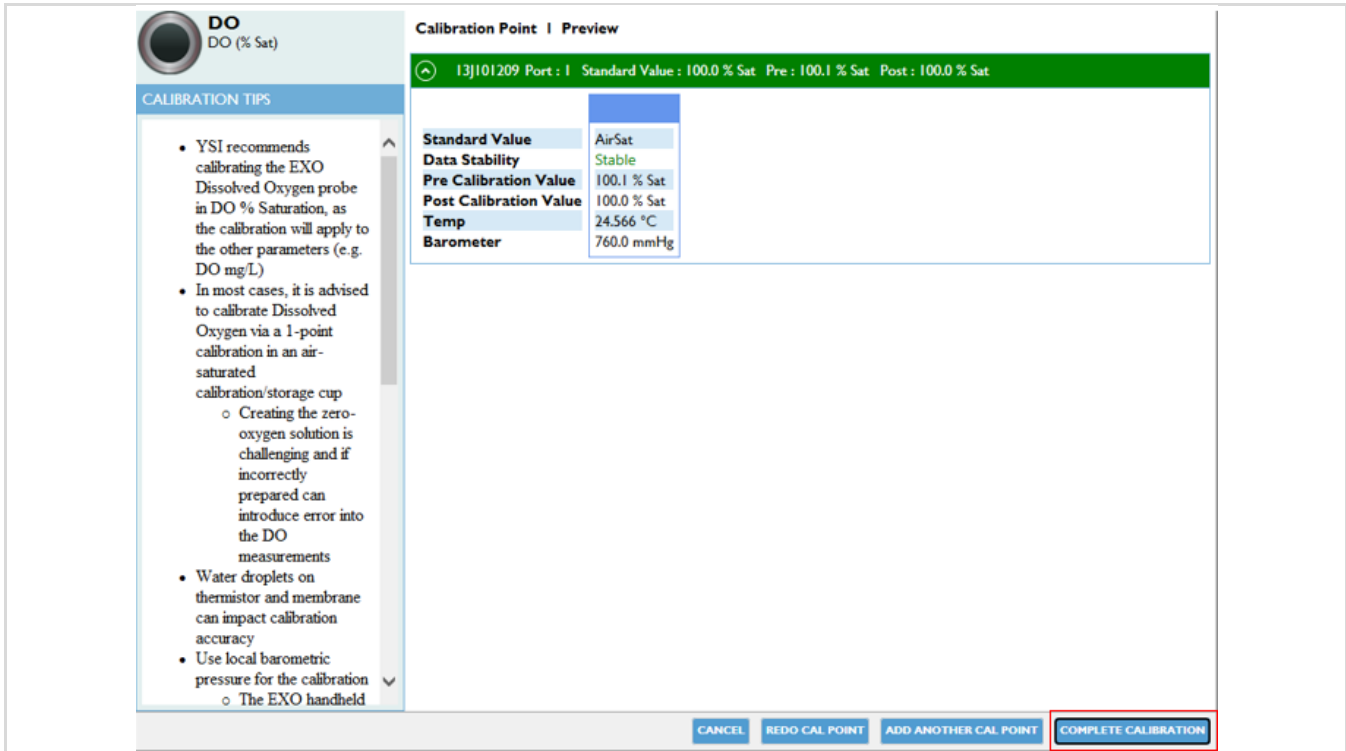 DO
DO (% Sat)
CALIBRATION TIPS
• YSI recommends
calibrating the EXO
Dissolved Oxygen probe
in DO % Saturation, as
the calibration will apply to
the other parameters (e.g.
DO mg/L)
• In most cases, it is advised
to calibrate Dissolved
Oxygen via a 1-point
calibration in an air-
saturated
calibration/storage cup
o Creating the zero-
oxygen solution is
challenging and if
incorrectly
prepared can
introduce error into
the DO
measurements
• Water droplets on
thermistor and membrane
can impact calibration
accuracy
• Use local barometric
pressure for the calibration
o The EXO handheld
Calibration Point 1 Preview
13J101209 Port : 1 Standard Value : 100.0 % Sat Pre : 100.1 % Sat Post : 100.0 % Sat
Standard Value AirSat
Data Stability Stable
Pre Calibration Value 100.1 % Sat
Post Calibration Value 100.0 % Sat
Temp 24.566 °C
Barometer 760.0 mmHg
CANCEL REDO CAL POINT ADD ANOTHER CAL POINT COMPLETE CALIBRATION